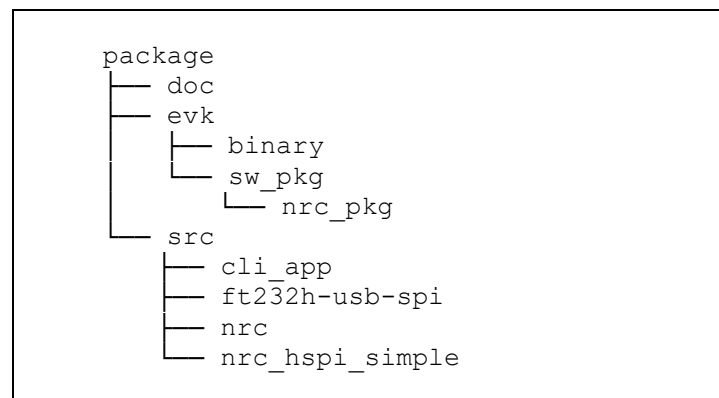 package
doc
evk
binary
sw_pkg
nrc_pkg
src
cli_app
ft232h-usb-spi
nrc
nrc_hspi_simple